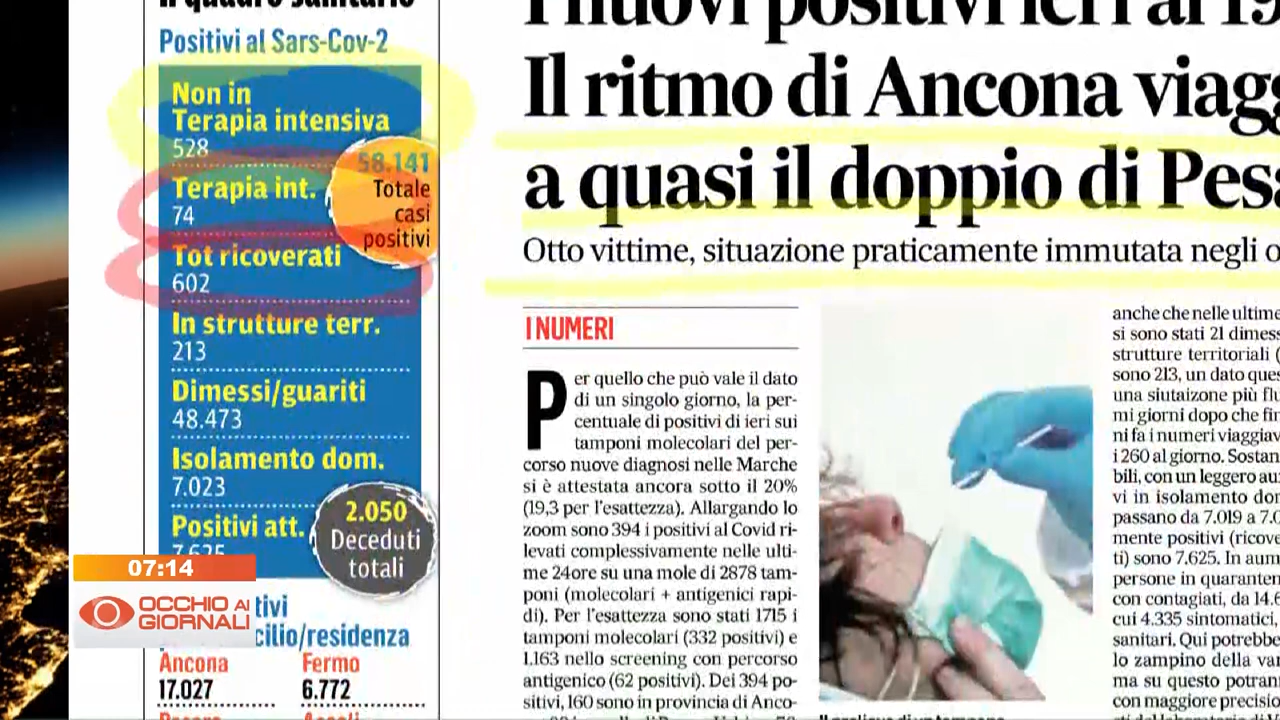 Il quadro sanitario
Positivi al Sars-Cov-2
Non in
Terapia intensiva
528
Terapia int.
74
Tot ricoverati
602
In strutture terr.
213
Dimessi/guariti
48.473
Isolamento dom.
7.023
Positivi att.
7.625
58.141
Totale
casi
positivi
2.050
Deceduti
totali
07:14
OCCHIO AI
GIORNALI
cilio/residenza
Ancona
17.027
Fermo
6.772
I nuovi positivi ieri al 19
Il ritmo di Ancona viagg
a quasi il doppio di Pesa
Otto vittime, situazione praticamente immutata negli o
I NUMERI
Per quello che può vale il dato
di un singolo giorno, la per-
centuale di positivi di ieri sui
tamponi molecolari del per-
corso nuove diagnosi nelle Marche
si è attestata ancora sotto il 20%
(19,3 per l'esattezza). Allargando lo
zoom sono 394 i positivi al Covid ri-
levati complessivamente nelle ulti-
me 24ore su una mole di 2878 tam-
poni (molecolari + antigenici rapi-
di). Per l'esattezza sono stati 1715 i
tamponi molecolari (332 positivi) e
1.163 nello screening con percorso
antigenico (62 positivi). Dei 394 po-
sitivi, 160 sono in provincia di Anco-
anche che nelle ultime
si sono stati 21 dimess
strutture territoriali (
sono 213, un dato ques
una siutaizone più flu
mi giorni dopo che fin
ni fa i numeri viaggiav
i 260 al giorno. Sostan
bili, con un leggero au
vi in isolamento dom
passano da 7.019 a 7.0
mente positivi (ricove
ti) sono 7.625. In aum
persone in quaranten
con contagiati, da 14.6
cui 4.335 sintomatici,
sanitari. Qui potrebbe
lo zampino della var
ma su questo potran
con maggiore precisio